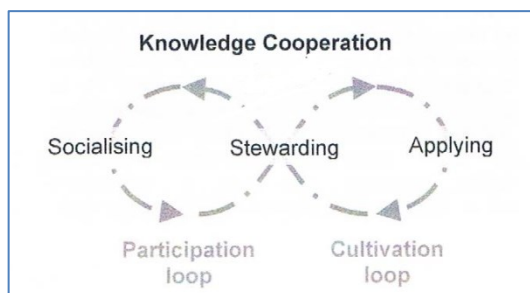 Knowledge Cooperation
Socialising Stewarding Applying
Participation Cultivation
loop loop